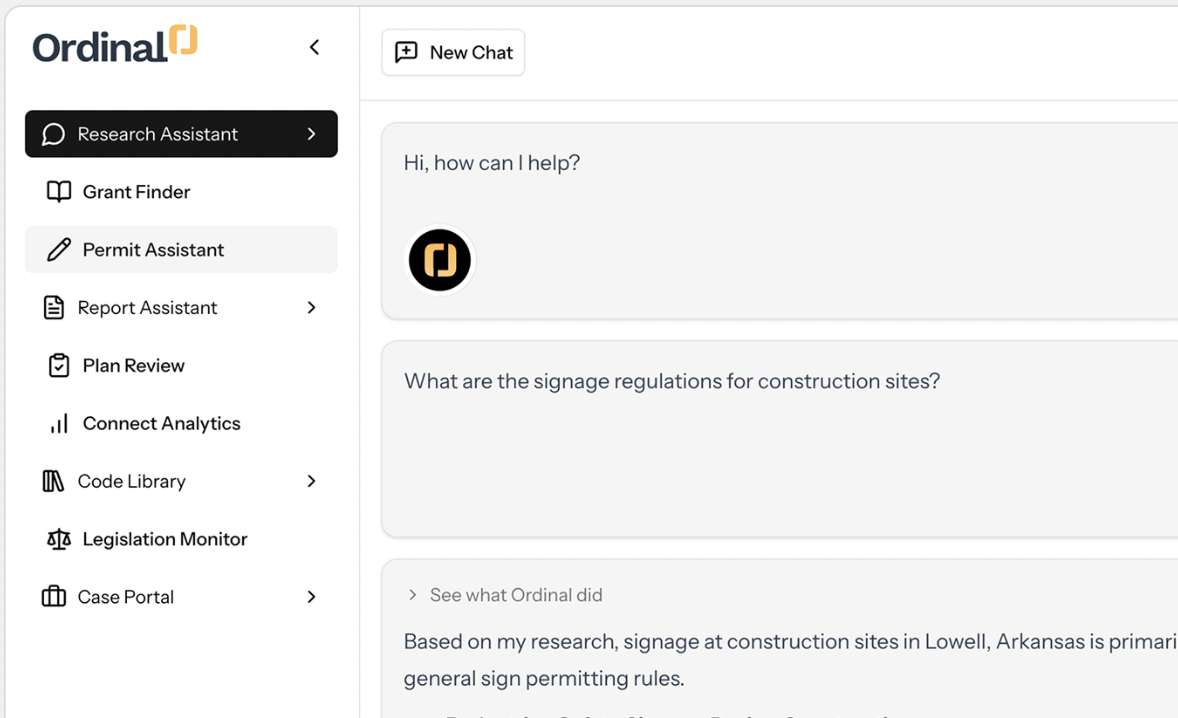 Ordinal
New Chat
Research Assistant
Grant Finder
Permit Assistant
Report Assistant
Plan Review
Connect Analytics
Code Library
Legislation Monitor
Case Portal
Hi, how can I help?
What are the signage regulations for construction sites?
See what Ordinal did
Based on my research, signage at construction sites in Lowell, Arkansas is
general sign permitting rules.